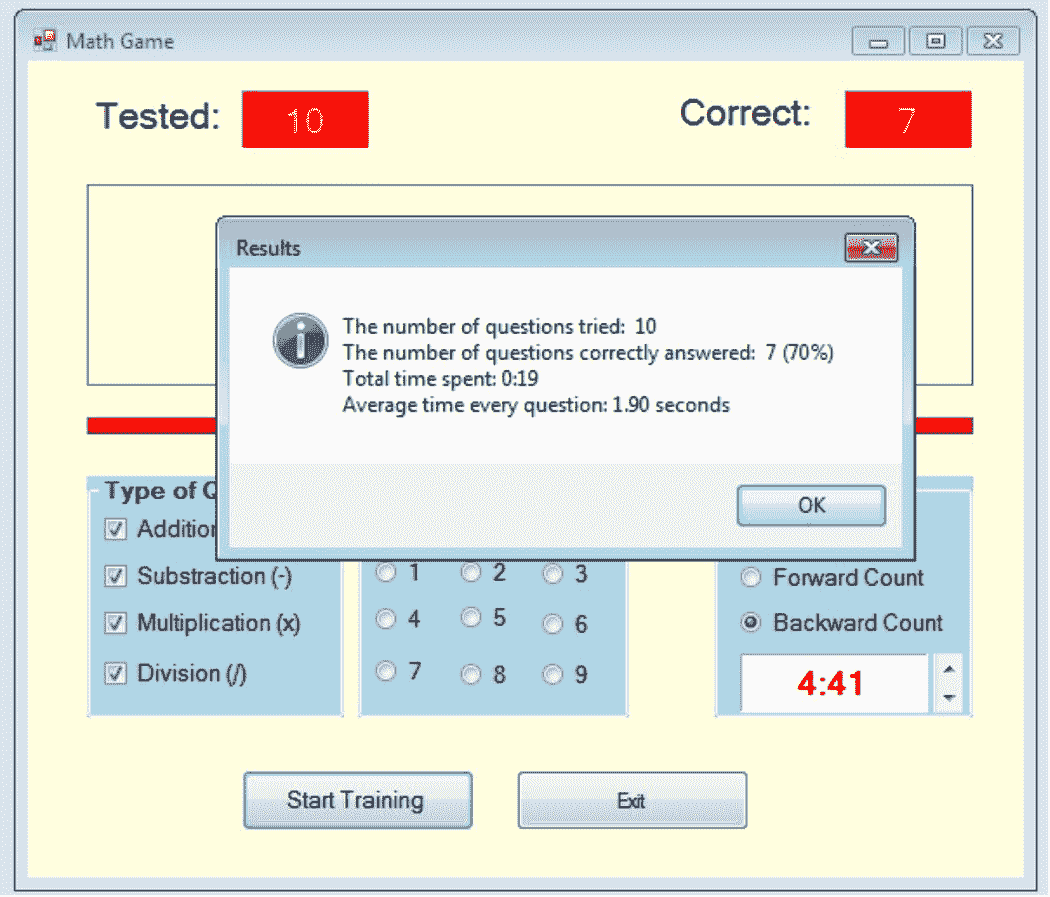 Math Game
Tested: 10
Correct: 7
Results
The number of questions tried: 10
The number of questions correctly answered: 7 (70%)
Total time spent: 0:19
Average time every question: 1.90 seconds
OK
Type of
Substraction (-)
Multiplication (x)
Division (/)
1 2 3
4 5 6
7 8 9
Forward Count
Backward Count
4:41
Start Training
Exit